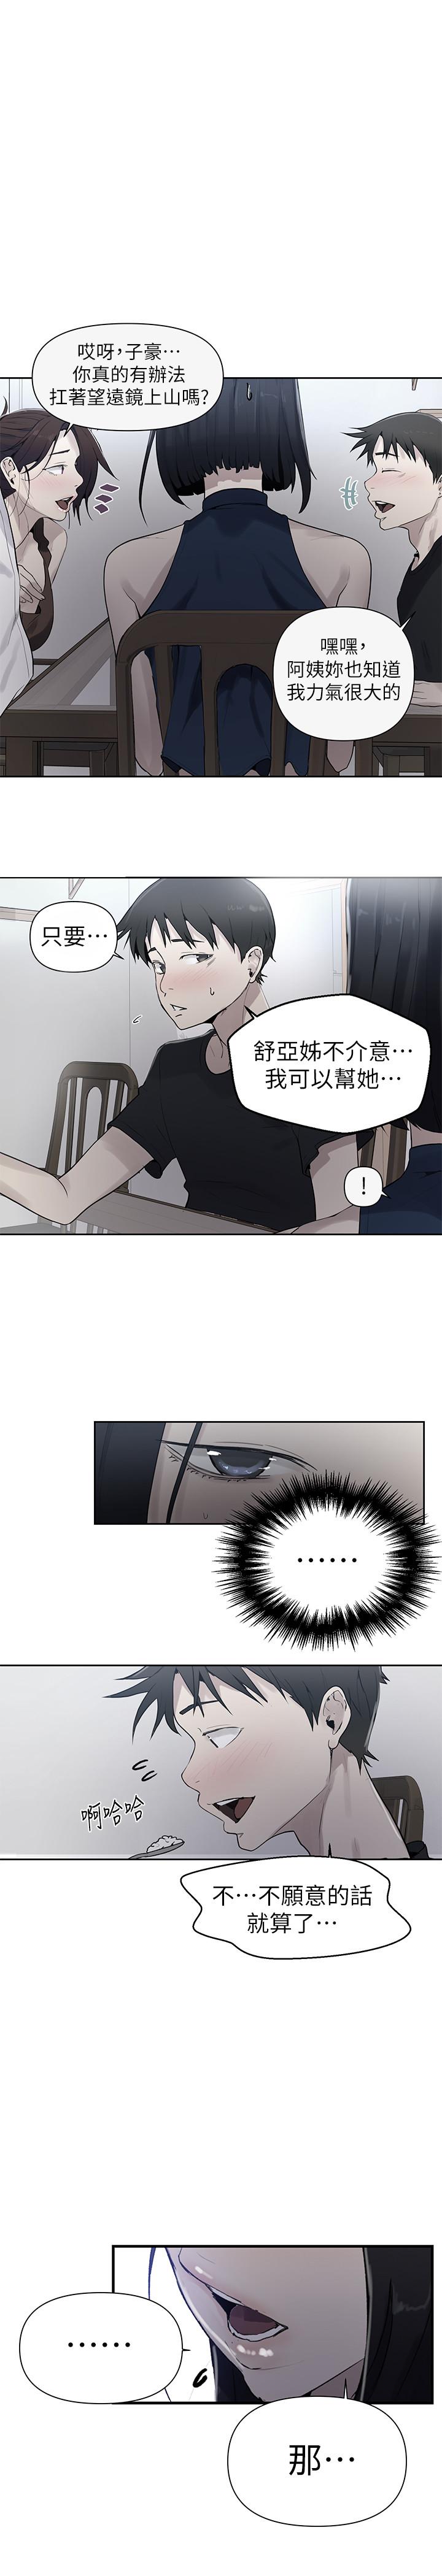 哎呀,子豪…
你真的有辦法
扛著望遠鏡上山嗎?
嘿嘿,
阿姨妳也知道
我力氣很大的
只要…
舒亞姊不介意…
我可以幫她…
!
……
啊哈哈
不…不願意的話
就算了…
……
那…